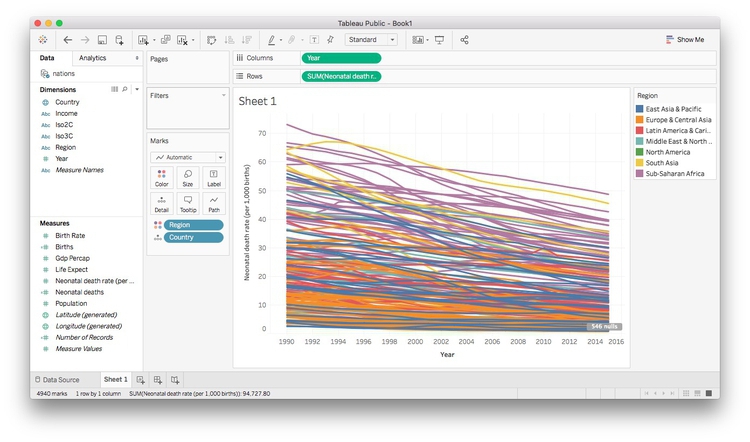 Tableau Public - Book1
Standard
Show Me
Data
Analytics
Pages
Columns
Year
nations
Rows
SUM(Neonatal death r..
Dimensions
Country
Abc Income
Abc Iso2C
Abc Iso3C
Abc Region
Year
Abc Measure Names
Measures
Birth Rate
Births
Gdp Percap
Life Expect
Neonatal death rate (per ...
Neonatal deaths
Population
Latitude (generated)
Longitude (generated)
Number of Records
Measure Values
Filters
Marks
Automatic
Color
Size
Label
Detail
Tooltip
Path
Region
Country
Sheet 1
Neonatal death rate (per 1,000 births)
70
60
50
40
30
20
10
0
546 nulls
1990 1992 1994 1996 1998 2000 2002 2004 2006 2008 2010 2012 2014 2016
Year
Region
East Asia & Pacific
Europe & Central Asia
Latin America & Cari..
Middle East & North ..
North America
South Asia
Sub-Saharan Africa
Data Source
Sheet 1
4940 marks 1 row by 1 column SUM(Neonatal death rate (per 1,000 births)): 94,727.80